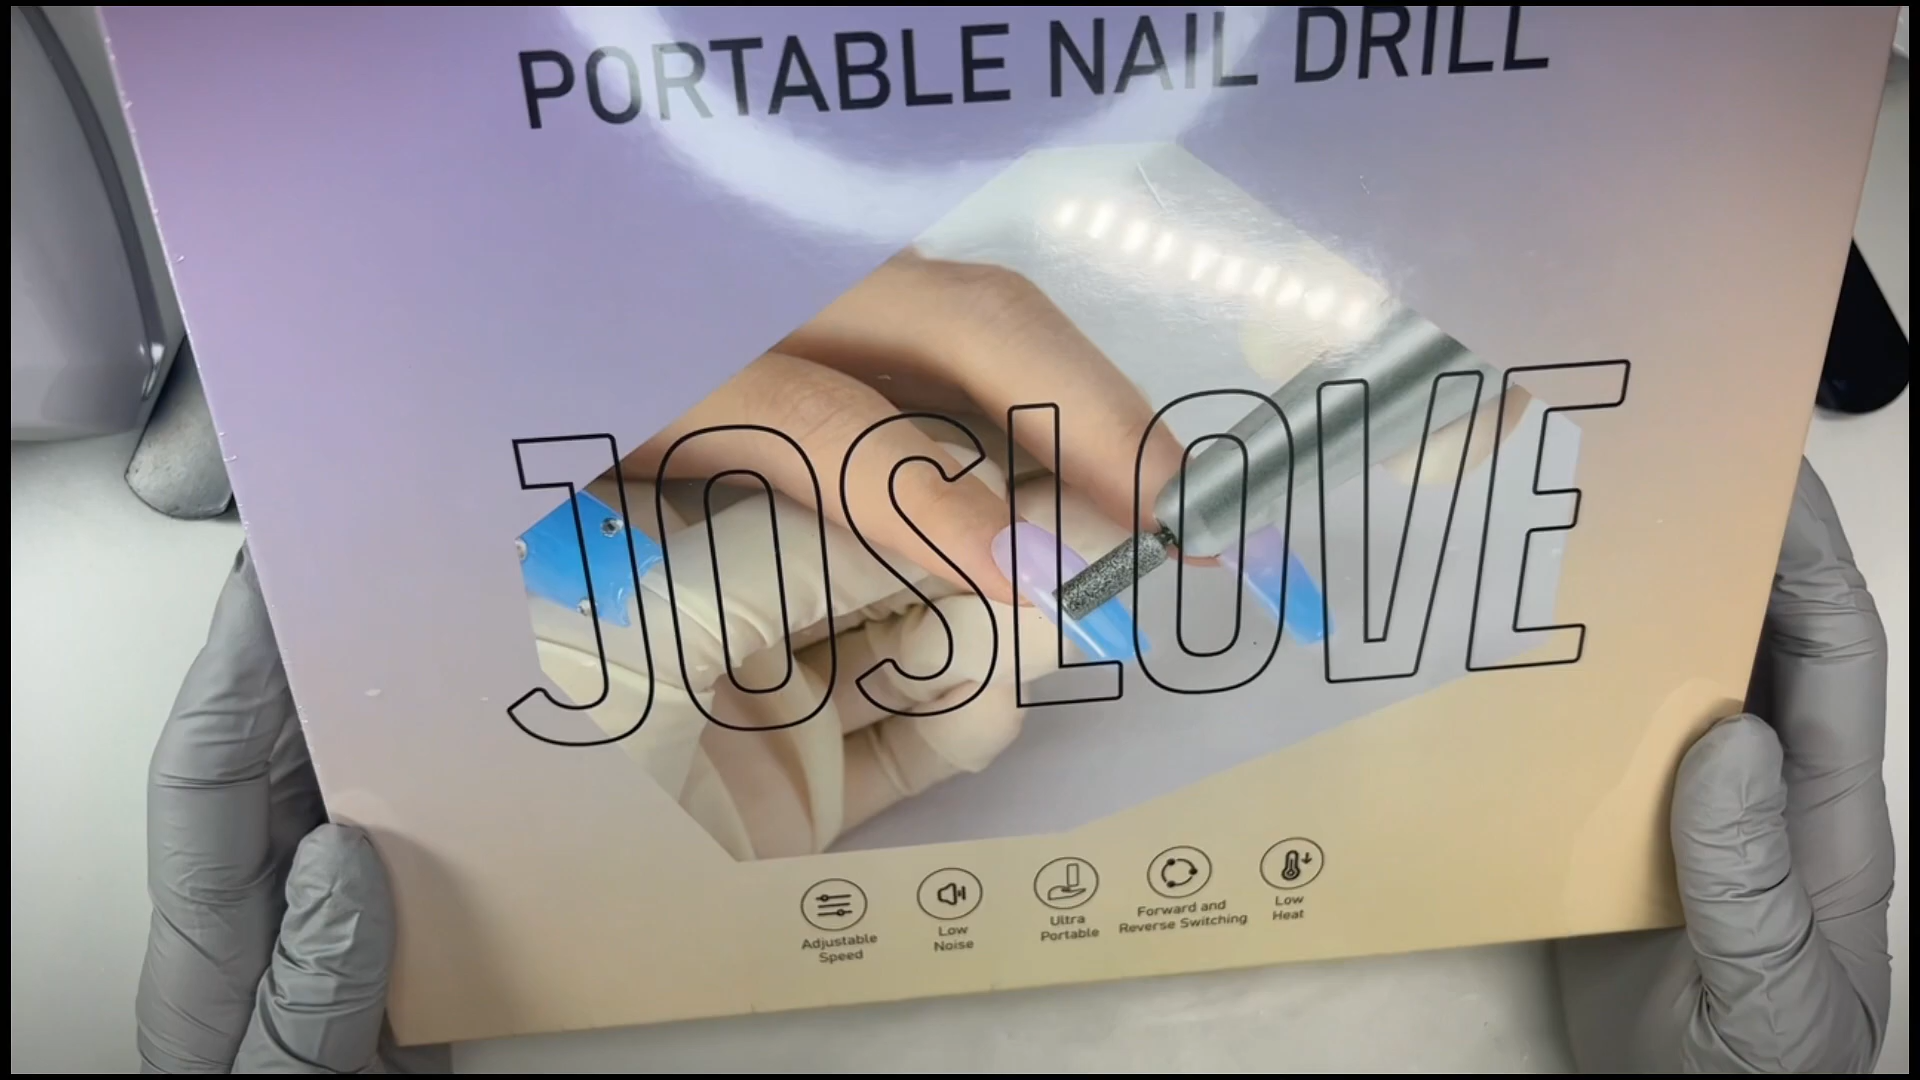 PORTABLE NAIL DRILL
JOSLOVE
Adjustable
Speed
Low
Noise
Ultra
Portable
Forward and
Reverse Switching
Low
Heat